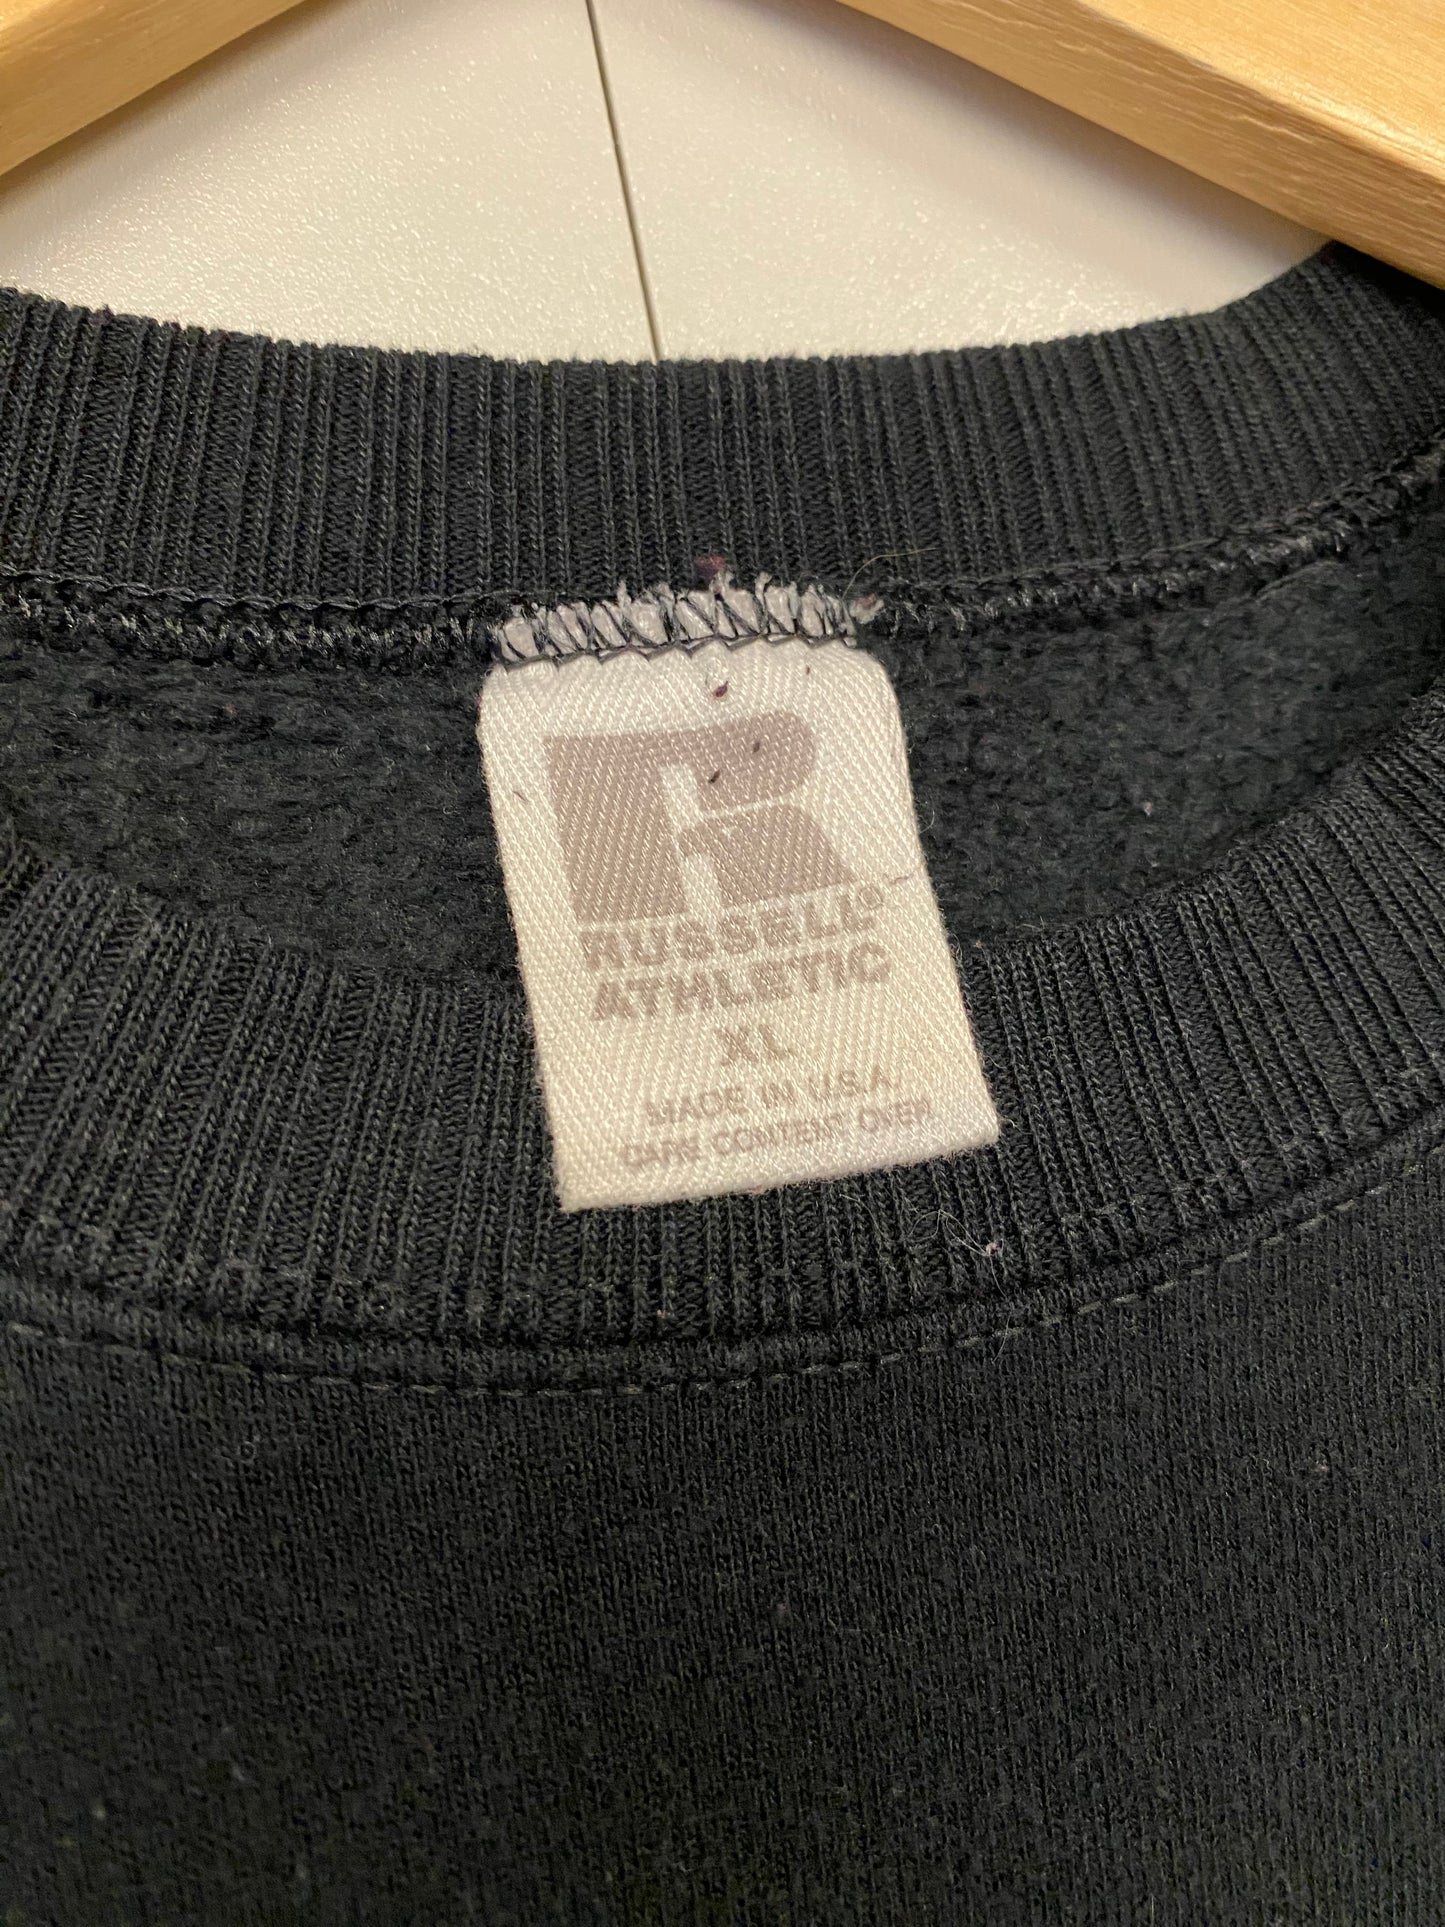 R
RUSSELL®
ATHLETIC
XL
MADE IN U.S.A.
CARE CONTENT OVER